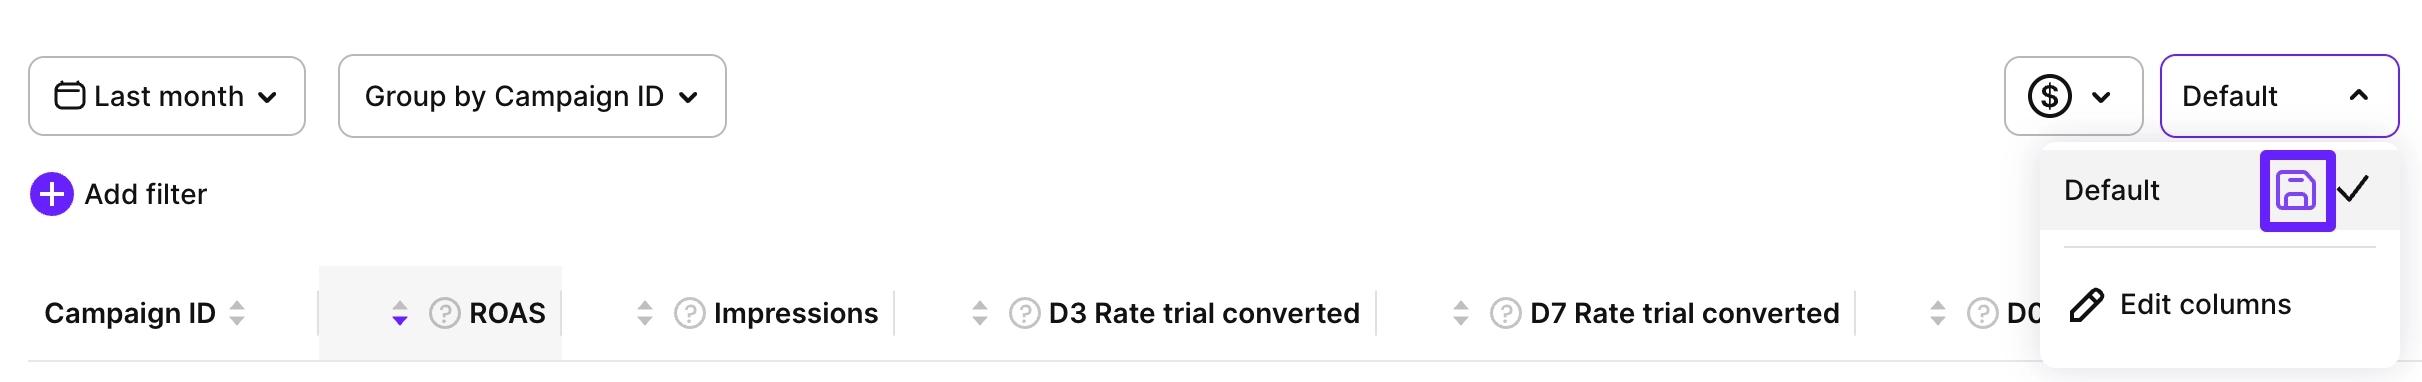 Last month
Group by Campaign ID
$
Default
Add filter
Default
Edit columns
Campaign ID
? ROAS
? Impressions
? D3 Rate trial converted
? D7 Rate trial converted
? D0